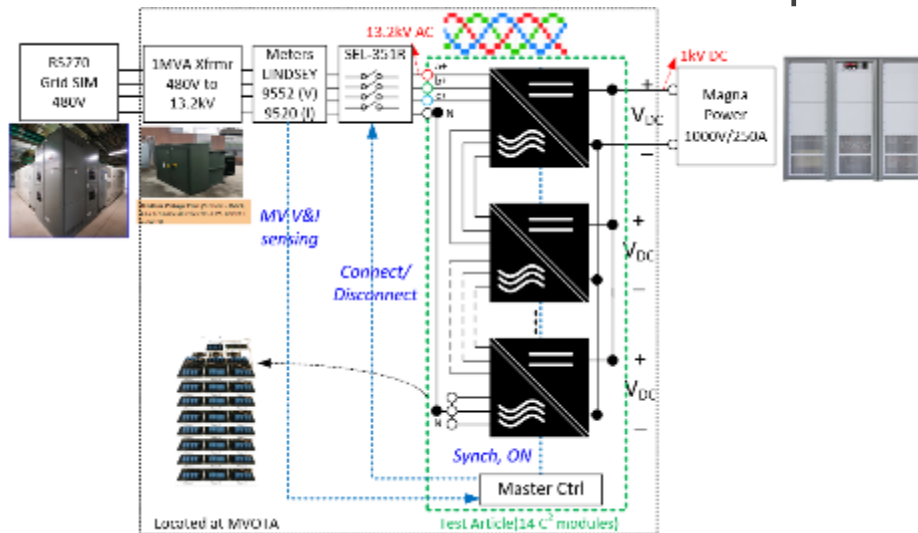 13.2kV AC
RS270
Grid SIM
480V
1MVA Xfrmr
480V to
13.2kV
Meters
LINDSEY
9552 (V)
9520 (I)
SEL-351R
N
1kV DC
Magna
Power
1000V/250A
+
VDC
−
MV V&I
sensing
Connect/
Disconnect
+
VDC
−
+
VDC
−
N
Synch, ON
Master Ctrl
Located at MVOTA
Test Article(14 C² modules)